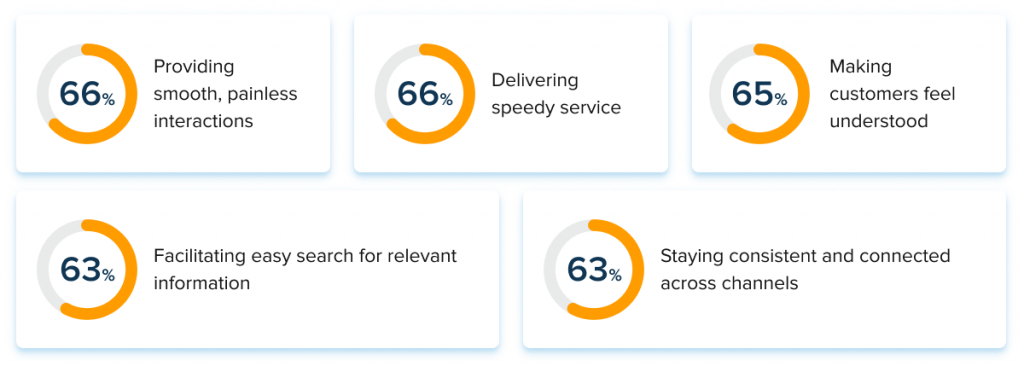 66%
Providing
smooth, painless
interactions
66%
Delivering
speedy service
65%
Making
customers feel
understood
63%
Facilitating easy search for relevant
information
63%
Staying consistent and connected
across channels